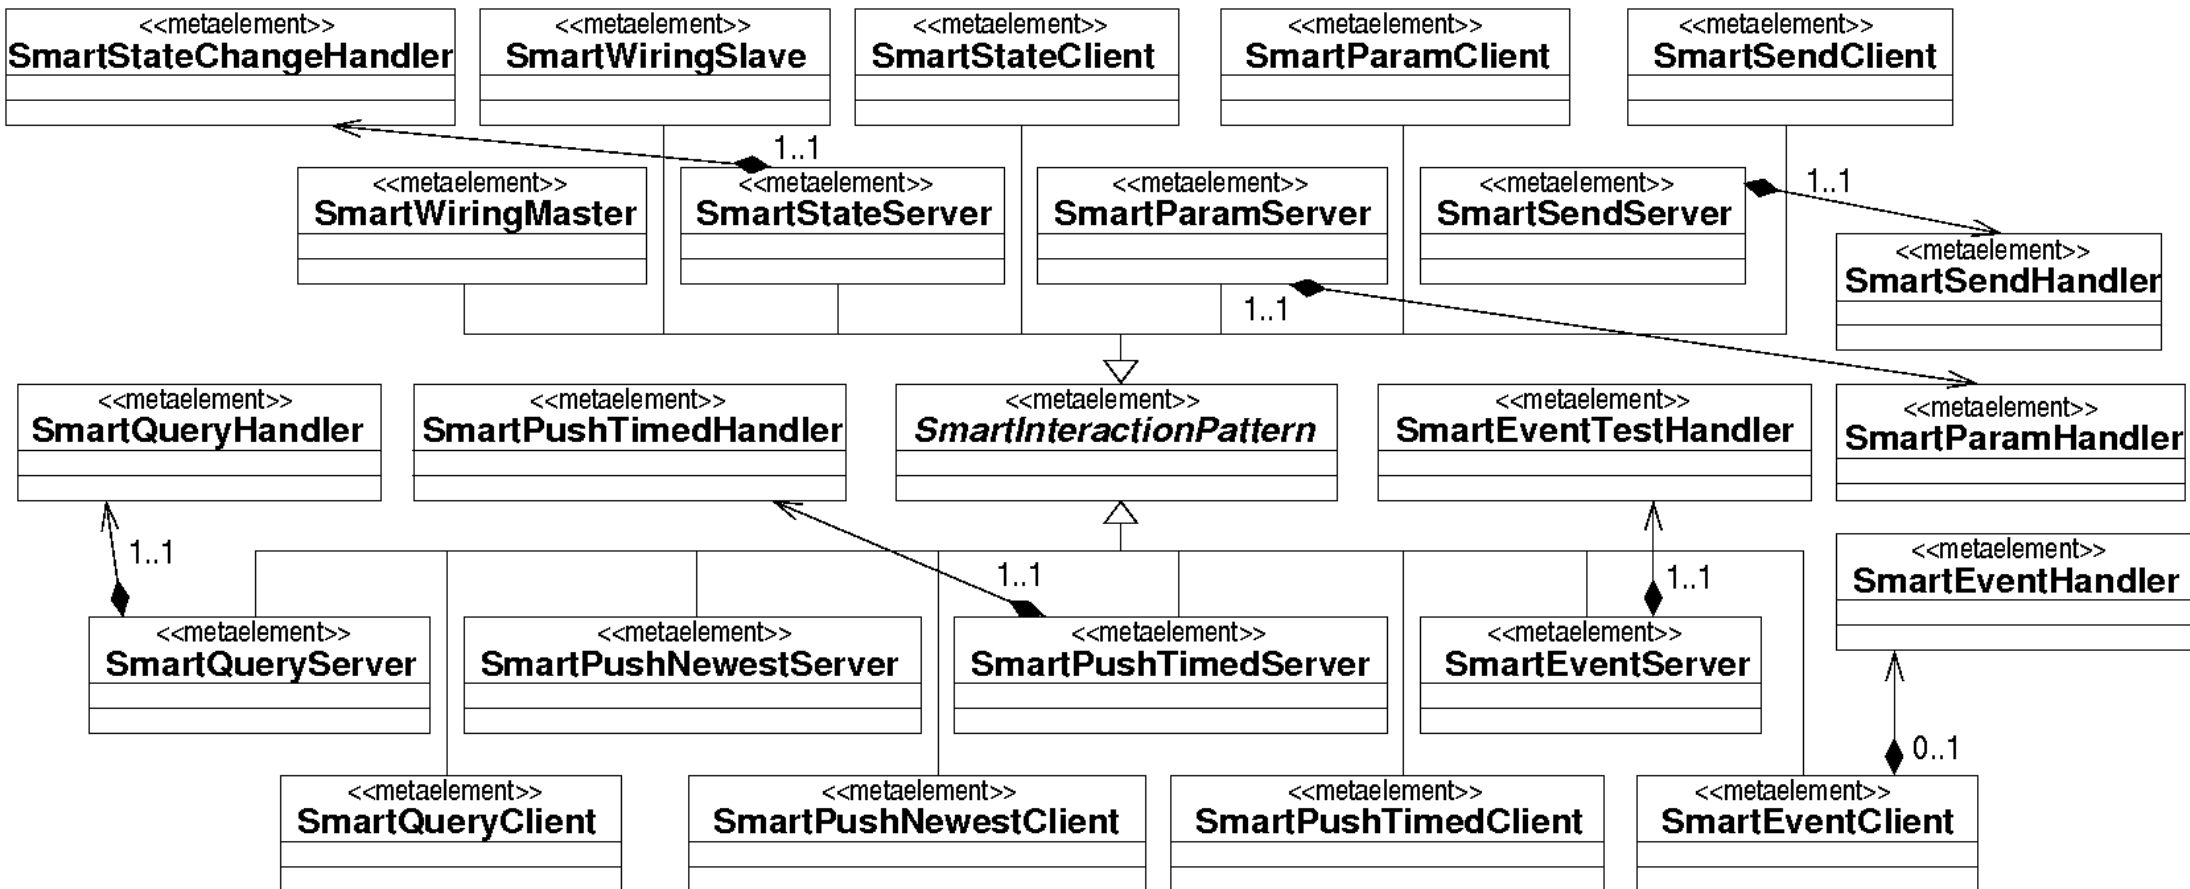 <<metaelement>>
SmartStateChangeHandler
<<metaelement>>
SmartWiringSlave
<<metaelement>>
SmartStateClient
<<metaelement>>
SmartParamClient
<<metaelement>>
SmartSendClient
1..1
<<metaelement>>
SmartWiringMaster
<<metaelement>>
SmartStateServer
<<metaelement>>
SmartParamServer
<<metaelement>>
SmartSendServer
1..1
<<metaelement>>
SmartSendHandler
1..1
<<metaelement>>
SmartQueryHandler
<<metaelement>>
SmartPushTimedHandler
<<metaelement>>
SmartInteractionPattern
<<metaelement>>
SmartEventTestHandler
<<metaelement>>
SmartParamHandler
1..1
1..1
1..1
<<metaelement>>
SmartEventHandler
<<metaelement>>
SmartQueryServer
<<metaelement>>
SmartPushNewestServer
<<metaelement>>
SmartPushTimedServer
<<metaelement>>
SmartEventServer
0..1
<<metaelement>>
SmartQueryClient
<<metaelement>>
SmartPushNewestClient
<<metaelement>>
SmartPushTimedClient
<<metaelement>>
SmartEventClient